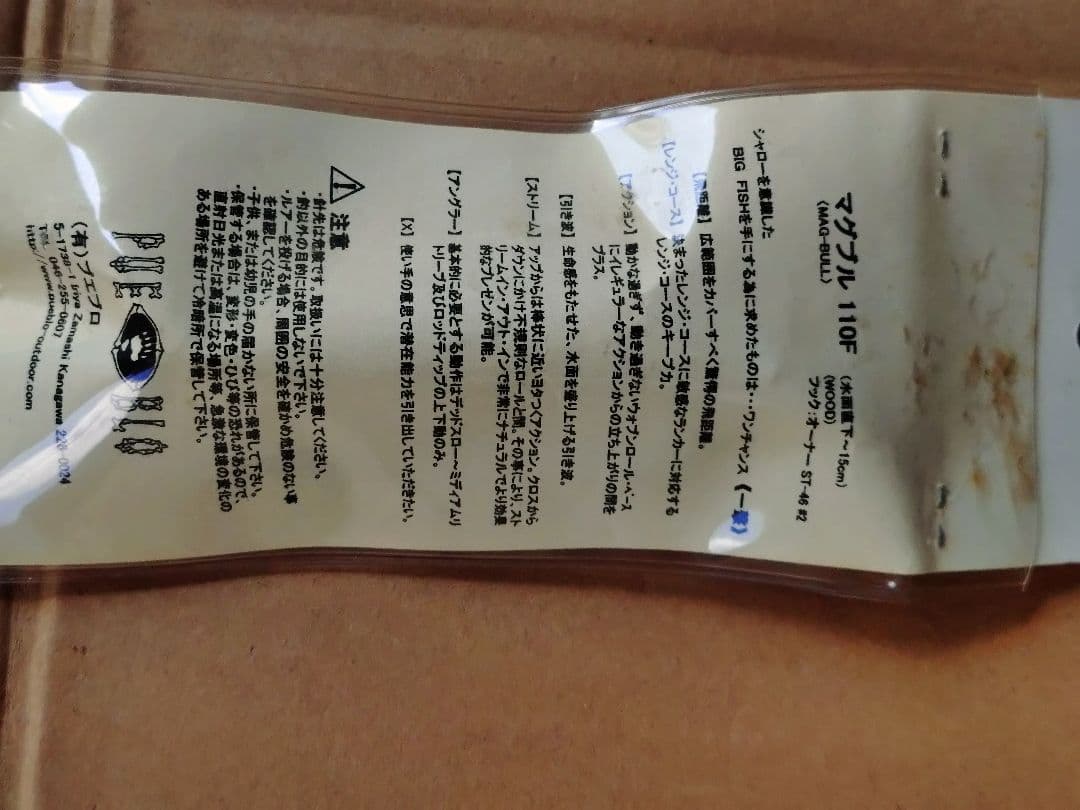 マグブル 110F (水面直下~15cm)
(MAG-BULL) (WOOD)
フック:オーナー ST-46 #2
シャローを意識した
BIG FISHを手にする為に求めたものは・・・ワンチャンス《一撃》
【飛距離】広範囲をカバーすべく驚愕の飛距離。
【レンジ・コース】決まったレンジ・コースに敏感なランカーに対応する
レンジ・コースのキープ力。
【アクション】動かな過ぎず、動き過ぎないウォブンロール・ベース
にイレギュラーなアクションからの立ち上がりの間を
プラス。
【引き波】生命感をもたせた、水面を盛り上げる引き波。
【ストリーム】アップからは棒状に近いヨタつくアクション。クロスから
ダウンにかけ不規則なロールと間。その事により、スト
リームイン・アウト・インで非常にナチュラルでより効果
的なプレゼンが可能。
【アングラー】基本的に必要とする動作はデッドスロー~ミディアムリ
トリーブ及びロッドティップの上下動のみ。
【X】使い手の意思で潜在能力を引き出していただきたい。
注意
・針先は危険です。取扱いには十分注意してください。
・釣以外の目的には使用しないで下さい。
・ルアーを投げる場合、周囲の安全を確かめ危険のない事
を確認してください。
・子供、または幼児の手の届かない所に保管して下さい。
・保管する場合は、変形・変色・ひび等の恐れがあるので、
直射日光または高温になる場所等、急激な環境の変化の
ある場所を避けて冷暗所で保管して下さい。
PUEBLO
(有)プエブロ
5-1739-1 Iriya Zamashi Kanagawa 228-0024
TEL. 046-255-0607
http://www.pueblo-outdoor.com